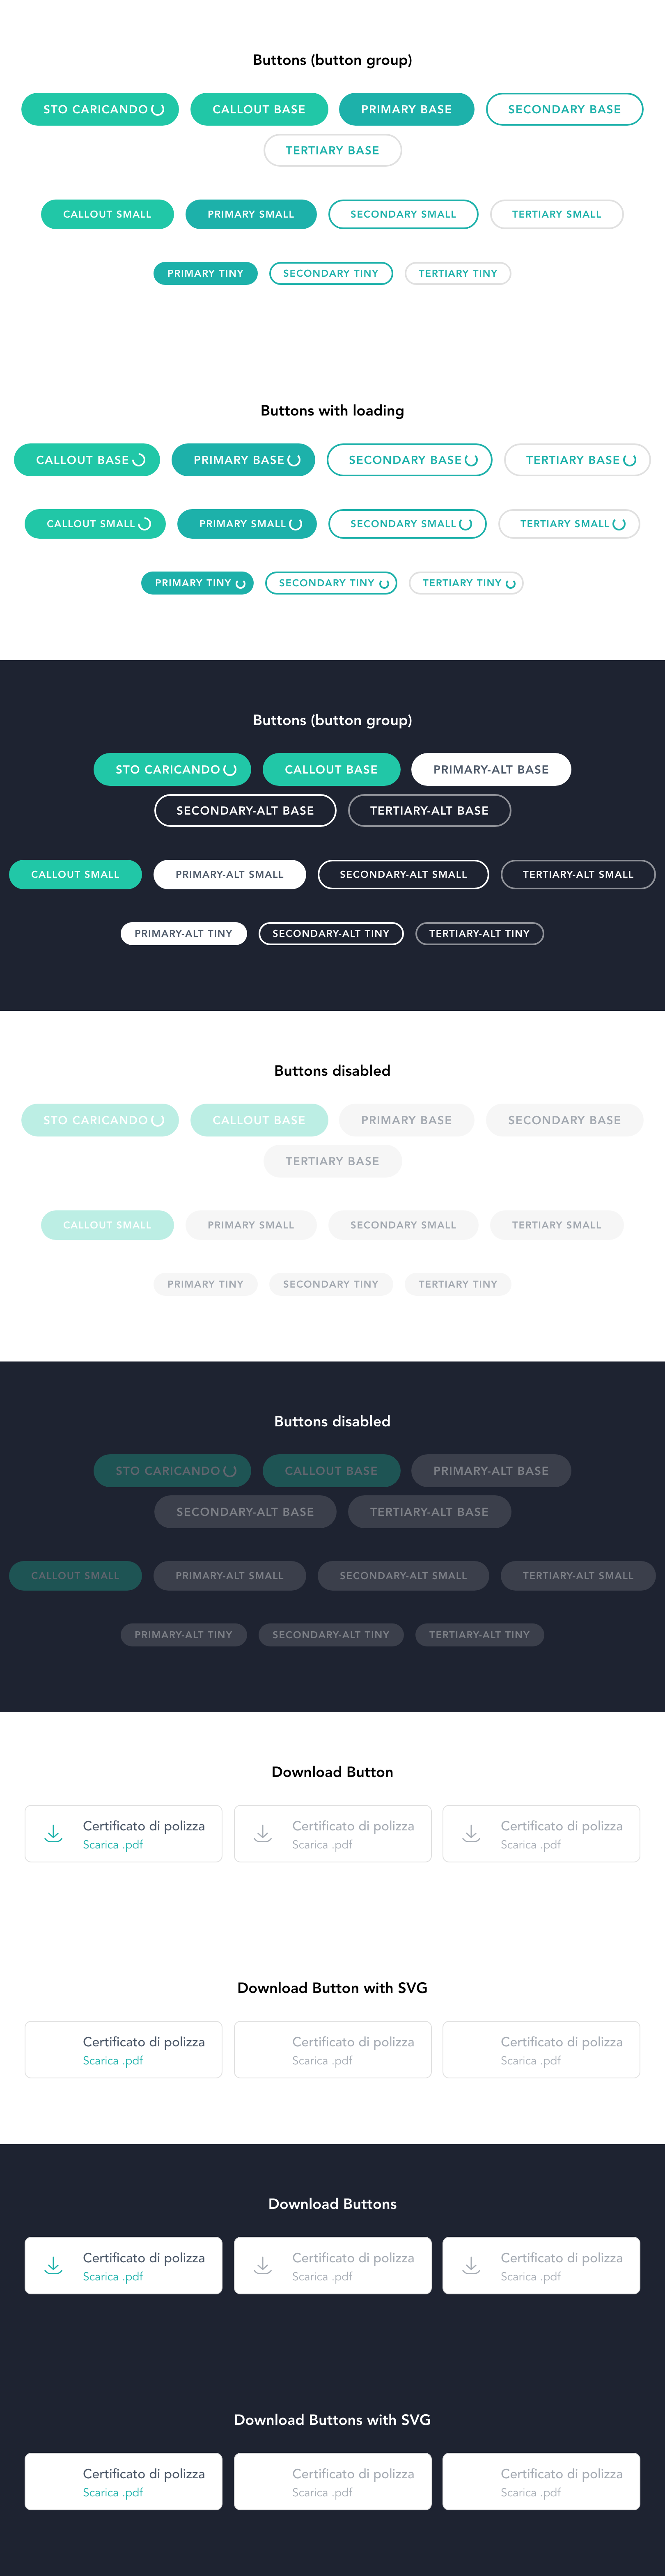 Buttons (button group)
STO CARICANDO CALLOUT BASE PRIMARY BASE SECONDARY BASE
TERTIARY BASE
CALLOUT SMALL PRIMARY SMALL SECONDARY SMALL TERTIARY SMALL
PRIMARY TINY SECONDARY TINY TERTIARY TINY
Buttons with loading
CALLOUT BASE PRIMARY BASE SECONDARY BASE TERTIARY BASE
CALLOUT SMALL PRIMARY SMALL SECONDARY SMALL TERTIARY SMALL
PRIMARY TINY SECONDARY TINY TERTIARY TINY
Buttons (button group)
STO CARICANDO CALLOUT BASE PRIMARY-ALT BASE
SECONDARY-ALT BASE TERTIARY-ALT BASE
CALLOUT SMALL PRIMARY-ALT SMALL SECONDARY-ALT SMALL TERTIARY-ALT SMALL
PRIMARY-ALT TINY SECONDARY-ALT TINY TERTIARY-ALT TINY
Buttons disabled
STO CARICANDO CALLOUT BASE PRIMARY BASE SECONDARY BASE
TERTIARY BASE
CALLOUT SMALL PRIMARY SMALL SECONDARY SMALL TERTIARY SMALL
PRIMARY TINY SECONDARY TINY TERTIARY TINY
Buttons disabled
STO CARICANDO CALLOUT BASE PRIMARY-ALT BASE
SECONDARY-ALT BASE TERTIARY-ALT BASE
CALLOUT SMALL PRIMARY-ALT SMALL SECONDARY-ALT SMALL TERTIARY-ALT SMALL
PRIMARY-ALT TINY SECONDARY-ALT TINY TERTIARY-ALT TINY
Download Button
Certificato di polizza Certificato di polizza Certificato di polizza
Scarica .pdf Scarica .pdf Scarica .pdf
Download Button with SVG
Certificato di polizza Certificato di polizza Certificato di polizza
Scarica .pdf Scarica .pdf Scarica .pdf
Download Buttons
Certificato di polizza Certificato di polizza Certificato di polizza
Scarica .pdf Scarica .pdf Scarica .pdf
Download Buttons with SVG
Certificato di polizza Certificato di polizza Certificato di polizza
Scarica .pdf Scarica .pdf Scarica .pdf